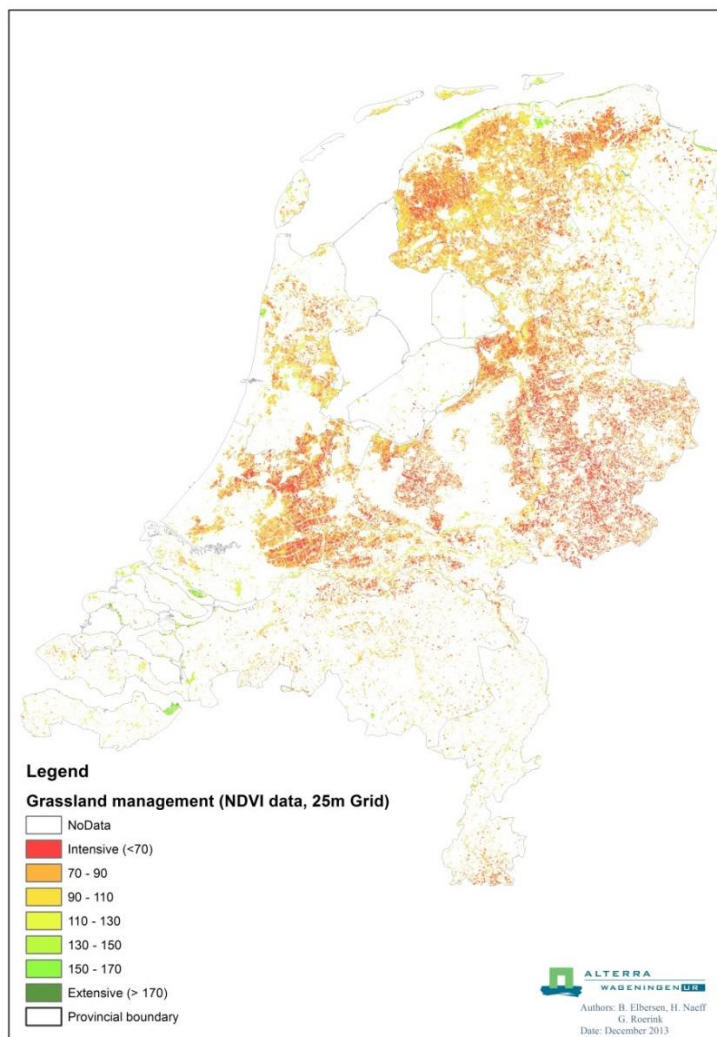 Legend
Grassland management (NDVI data, 25m Grid)
NoData
Intensive (<70)
70 - 90
90 - 110
110 - 130
130 - 150
150 - 170
Extensive (> 170)
Provincial boundary
ALTERRA
WAGENINGEN UR
Authors: B. Elbersen, H. Naeff
G. Roerink
Date: December 2013